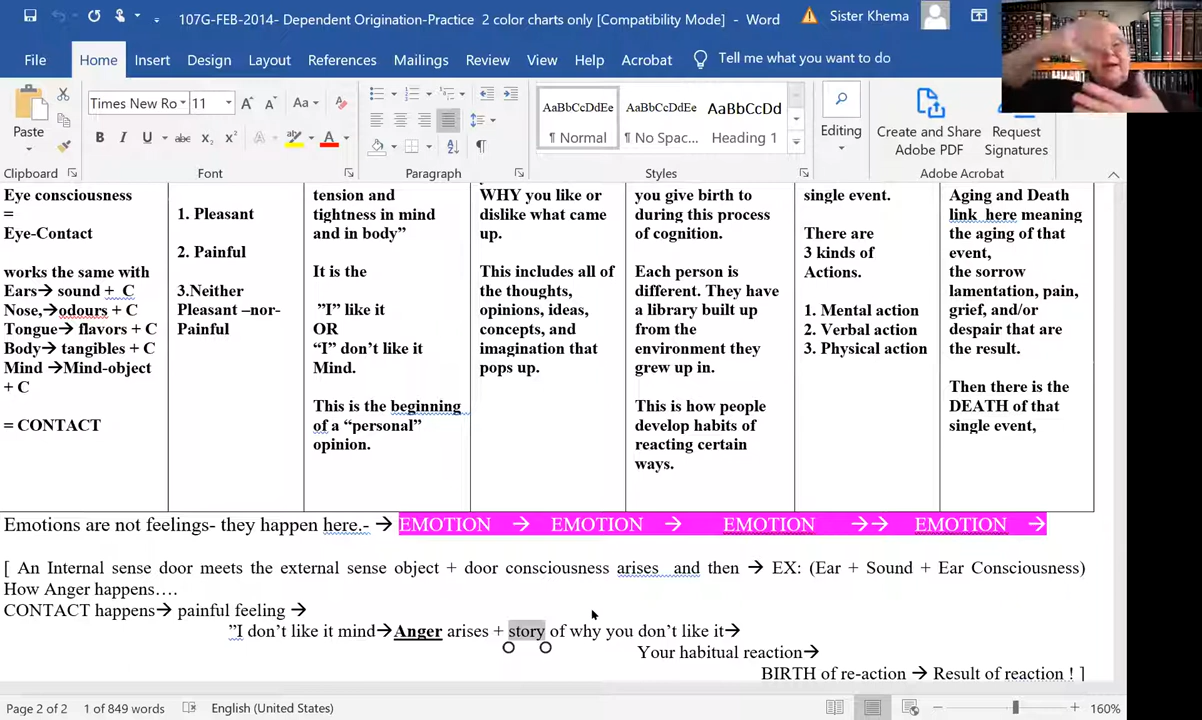 107G-FEB-2014- Dependent Origination-Practice 2 color charts only [Compatibility Mode] - Word
Sister Khema
File Home Insert Design Layout References Mailings Review View Help Acrobat Tell me what you want to do
Paste
Times New Ro 11 A A Aa A
B I U abc x₂ x² A ab A
AaBbCcDdEe AaBbCcDdEe AaBbCcDd
¶ Normal ¶ No Spac... Heading 1
Editing
Create and Share Adobe PDF
Request Signatures
Clipboard Font Paragraph Styles Adobe Acrobat
Eye consciousness
=
Eye-Contact
works the same with
Ears→ sound + C
Nose,→odours + C
Tongue→ flavors + C
Body→ tangibles + C
Mind →Mind-object
+ C
= CONTACT
1. Pleasant
2. Painful
3.Neither
Pleasant –nor-
Painful
tension and
tightness in mind
and in body”
It is the
”I” like it
OR
“I” don’t like it
Mind.
This is the beginning
of a “personal”
opinion.
WHY you like or
dislike what came
up.
This includes all of
the thoughts,
opinions, ideas,
concepts, and
imagination that
pops up.
you give birth to
during this process
of cognition.
Each person is
different. They have
a library built up
from the
environment they
grew up in.
This is how people
develop habits of
reacting certain
ways.
single event.
There are
3 kinds of
Actions.
1. Mental action
2. Verbal action
3. Physical action
Aging and Death
link here meaning
the aging of that
event,
the sorrow
lamentation, pain,
grief, and/or
despair that are
the result.
Then there is the
DEATH of that
single event,
Emotions are not feelings- they happen here.- → EMOTION → EMOTION → EMOTION →→ EMOTION →
[ An Internal sense door meets the external sense object + door consciousness arises and then → EX: (Ear + Sound + Ear Consciousness)
How Anger happens….
CONTACT happens→ painful feeling →
”I don’t like it mind→Anger arises + story of why you don’t like it→
Your habitual reaction→
BIRTH of re-action → Result of reaction ! ]
Page 2 of 2 1 of 849 words English (United States) 160%